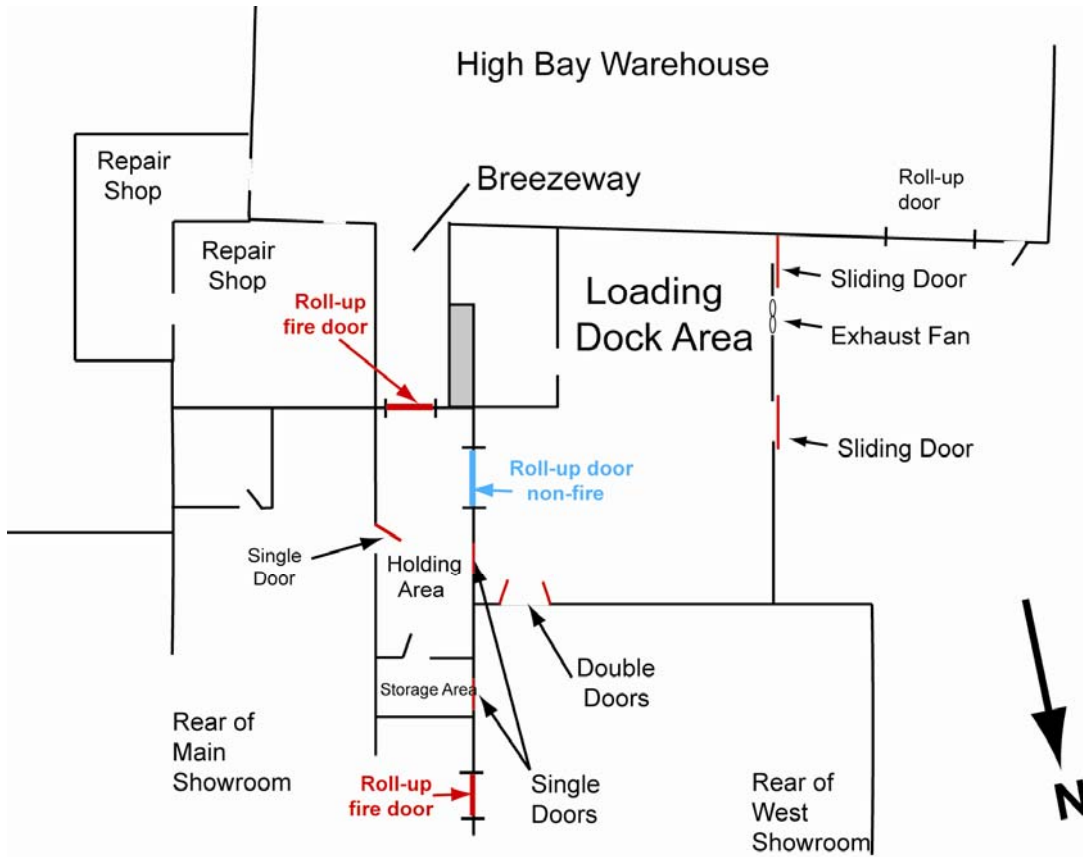 High Bay Warehouse
Repair
Shop
Breezeway
Roll-up
door
Repair
Shop
Sliding Door
Loading
Dock Area
Roll-up
fire door
Exhaust Fan
Sliding Door
Roll-up door
non-fire
Single
Door
Holding
Area
Double
Doors
Storage Area
Rear of
Main
Showroom
Roll-up
fire door
Single
Doors
Rear of
West
Showroom
N